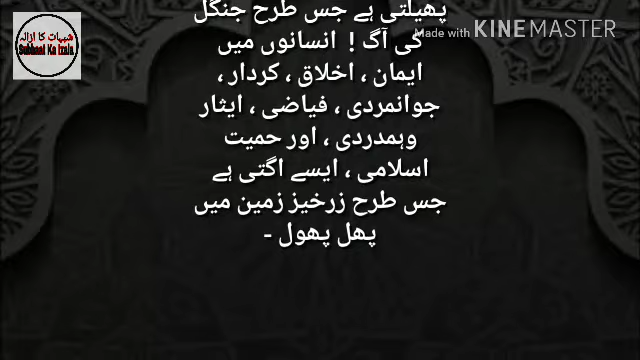 پھیلتی ہے جس طرح جنگل
کی آگ ! انسانوں میں
ایمان ، اخلاق ، کردار ،
جوانمردی ، فیاضی ، ایثار
وہمدردی ، اور حمیت
اسلامی ، ایسے اگتی ہے
جس طرح زرخیز زمین میں
پھل پھول -
Made with KINEMASTER
شبہات کا ازالہ
Subhaat Ka Izala